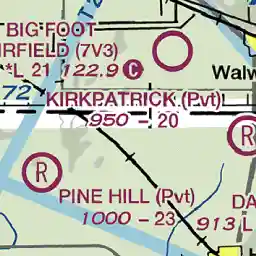 BIG FOOT
IRFIELD (7V3)
*L 21 122.9 C
Walw
72
KIRKPATRICK (Pvt)
950 - 20
R
R
PINE HILL (Pvt)
1000 - 23
DA
913 L